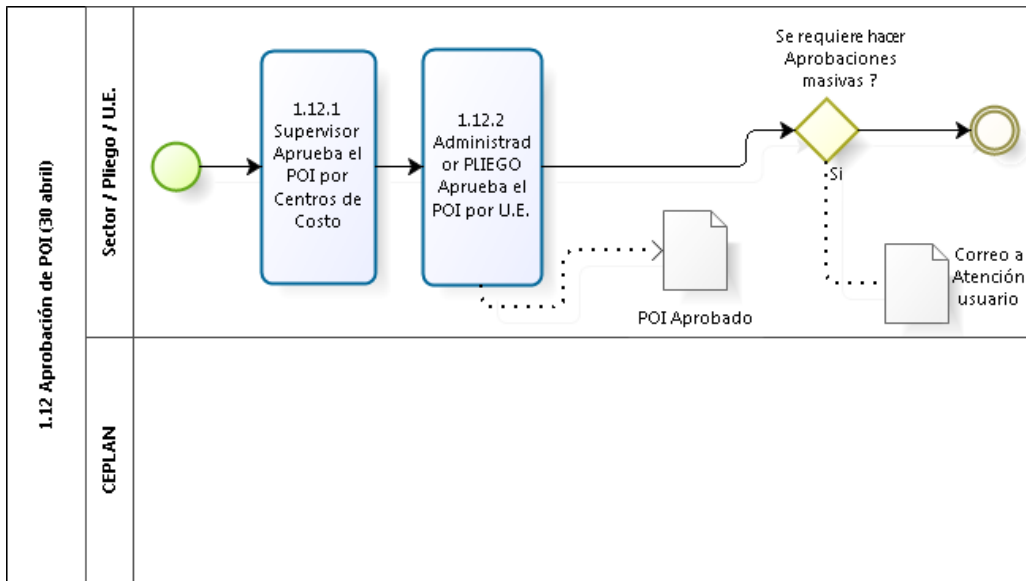 1.12 Aprobación de POI (30 abril)
Sector / Pliego / U.E.
1.12.1
Supervisor
Aprueba el
POI por
Centros de
Costo
1.12.2
Administrad
or PLIEGO
Aprueba el
POI por U.E.
POI Aprobado
Se requiere hacer
Aprobaciones
masivas ?
Si
Correo a
Atención
usuario
CEPLAN